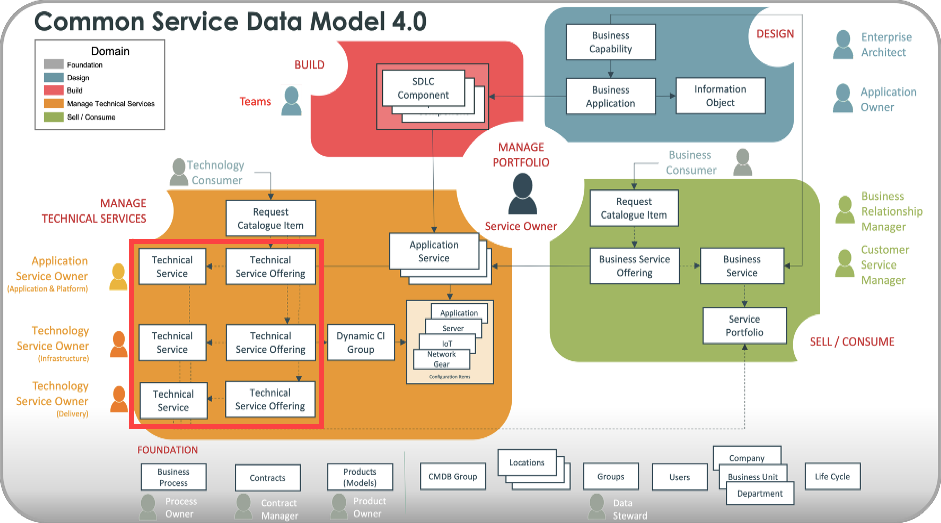 Common Service Data Model 4.0
Domain
Foundation
Design
Build
Manage Technical Services
Sell / Consume
BUILD
Teams
SDLC
Component
Business
Capability
Business
Application
Information
Object
DESIGN
Enterprise
Architect
Application
Owner
MANAGE
PORTFOLIO
Service Owner
Technology
Consumer
Business
Consumer
MANAGE
TECHNICAL SERVICES
Request
Catalogue Item
Application
Service Owner
(Application & Platform)
Technical
Service
Technical
Service Offering
Application
Service
Technology
Service Owner
(Infrastructure)
Technical
Service
Technical
Service Offering
Dynamic CI
Group
Application
Server
IoT
Network
Gear
Configuration Items
Technology
Service Owner
(Delivery)
Technical
Service
Technical
Service Offering
Request
Catalogue Item
Business Service
Offering
Business
Service
Service
Portfolio
Business
Relationship
Manager
Customer
Service
Manager
SELL / CONSUME
FOUNDATION
Business
Process
Contracts
Products
(Models)
CMDB Group
Locations
Groups
Users
Company
Business Unit
Department
Life Cycle
Process
Owner
Contract
Manager
Product
Owner
Data
Steward